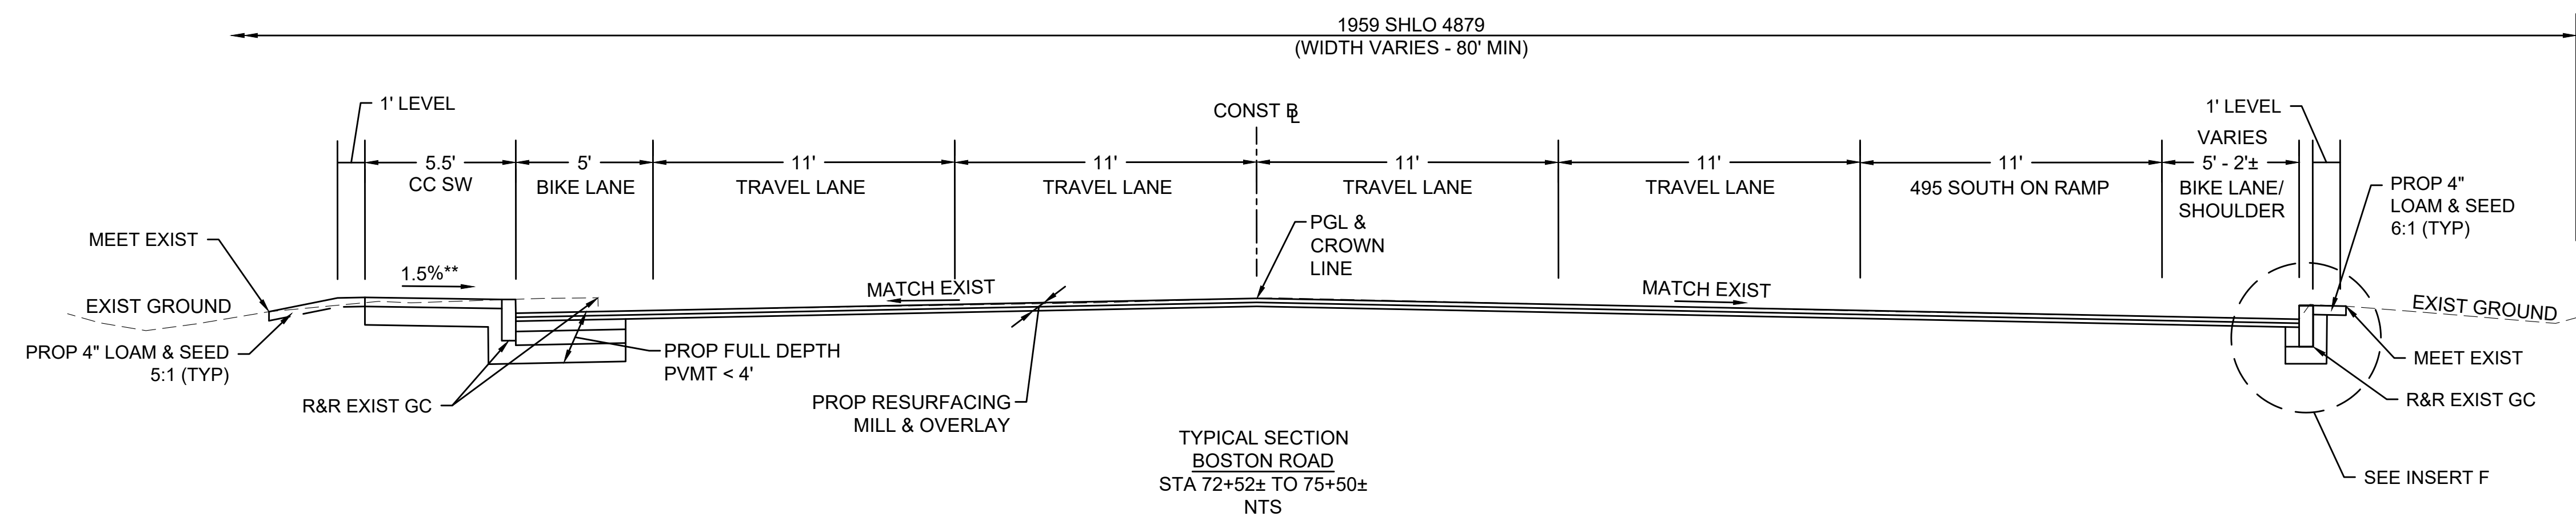 1959 SHLO 4879
(WIDTH VARIES - 80' MIN)
1' LEVEL
CONST BL
1' LEVEL
VARIES
5.5'
CC SW
5'
BIKE LANE
11'
TRAVEL LANE
11'
TRAVEL LANE
11'
TRAVEL LANE
11'
TRAVEL LANE
11'
495 SOUTH ON RAMP
5' - 2'±
BIKE LANE/
SHOULDER
PROP 4"
LOAM & SEED
6:1 (TYP)
MEET EXIST
PGL &
CROWN
LINE
1.5%**
MATCH EXIST
MATCH EXIST
EXIST GROUND
EXIST GROUND
PROP 4" LOAM & SEED
5:1 (TYP)
PROP FULL DEPTH
PVMT < 4'
MEET EXIST
R&R EXIST GC
PROP RESURFACING
MILL & OVERLAY
R&R EXIST GC
TYPICAL SECTION
BOSTON ROAD
STA 72+52± TO 75+50±
NTS
SEE INSERT F